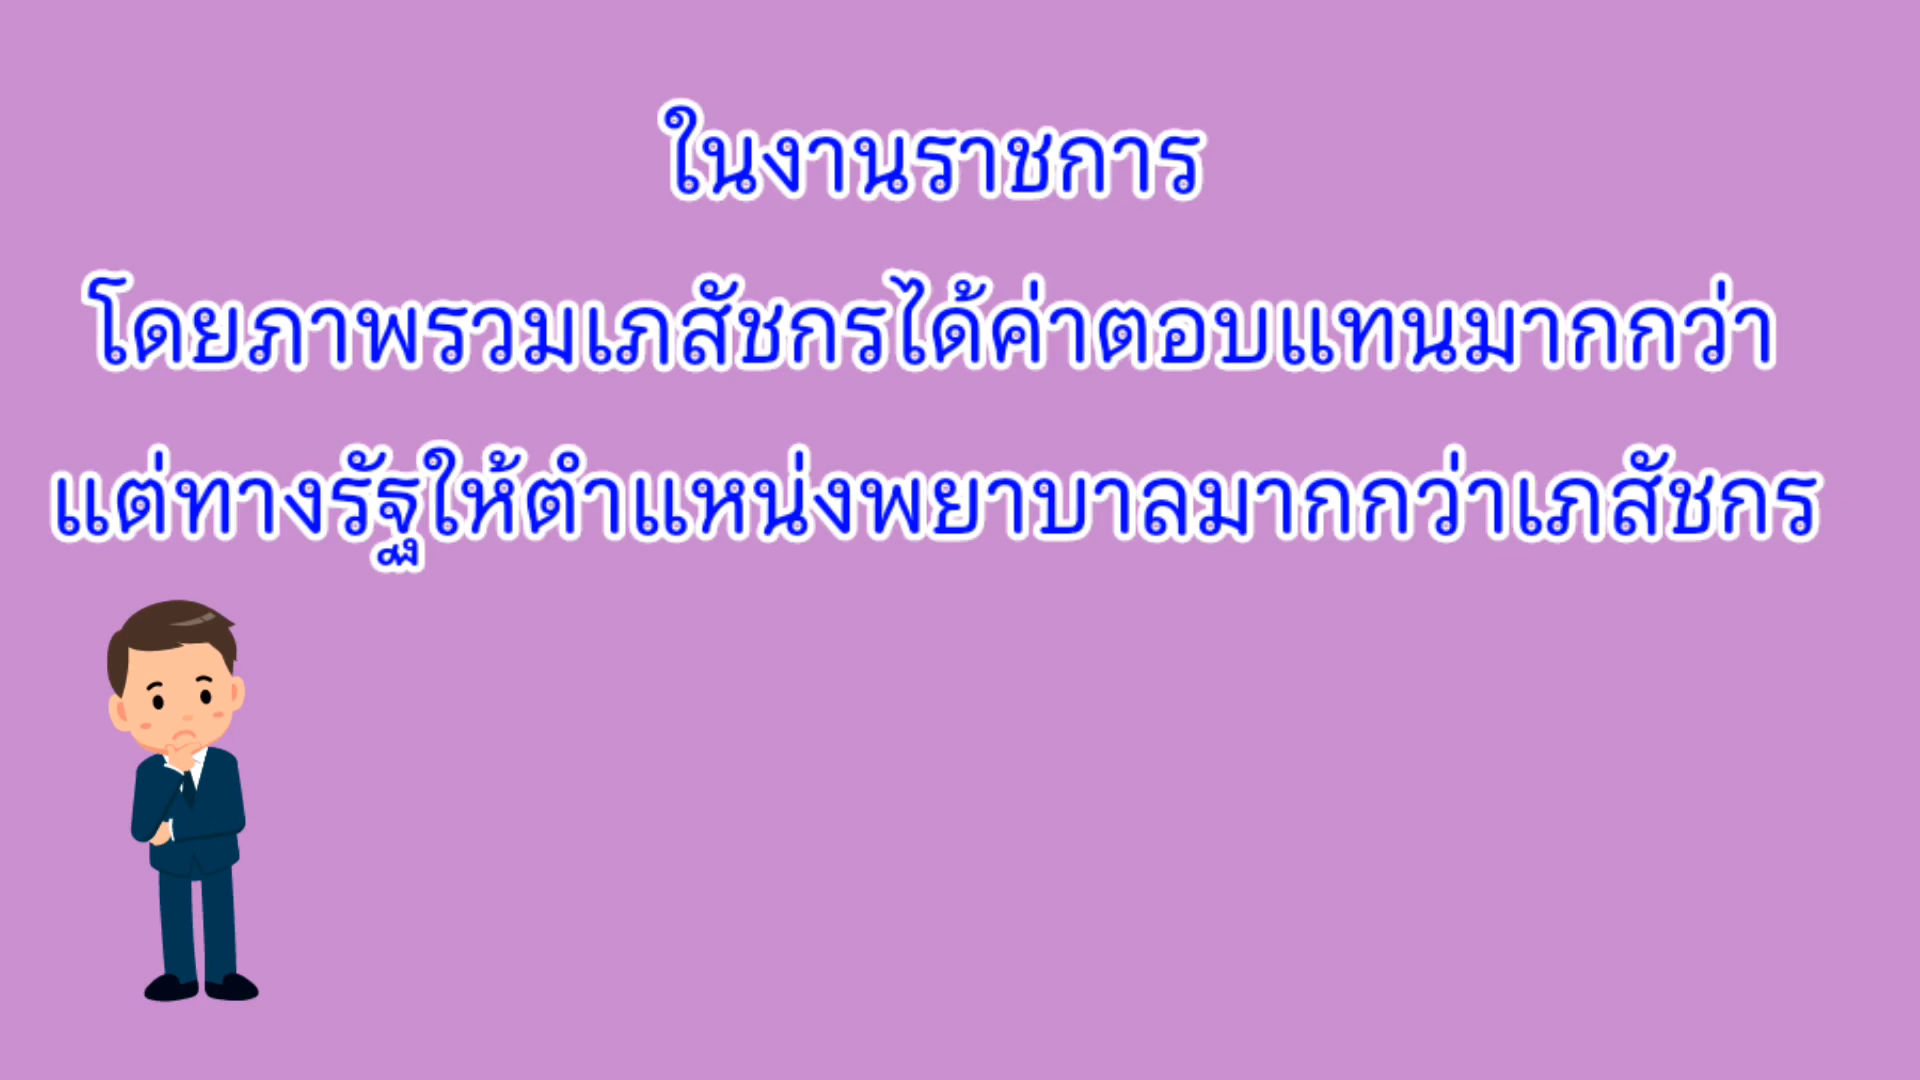 ในงานราชการ
โดยภาพรวมเภสัชกรได้ค่าตอบแทนมากกว่า
แต่ทางรัฐให้ตำแหน่งพยาบาลมากกว่าเภสัชกร